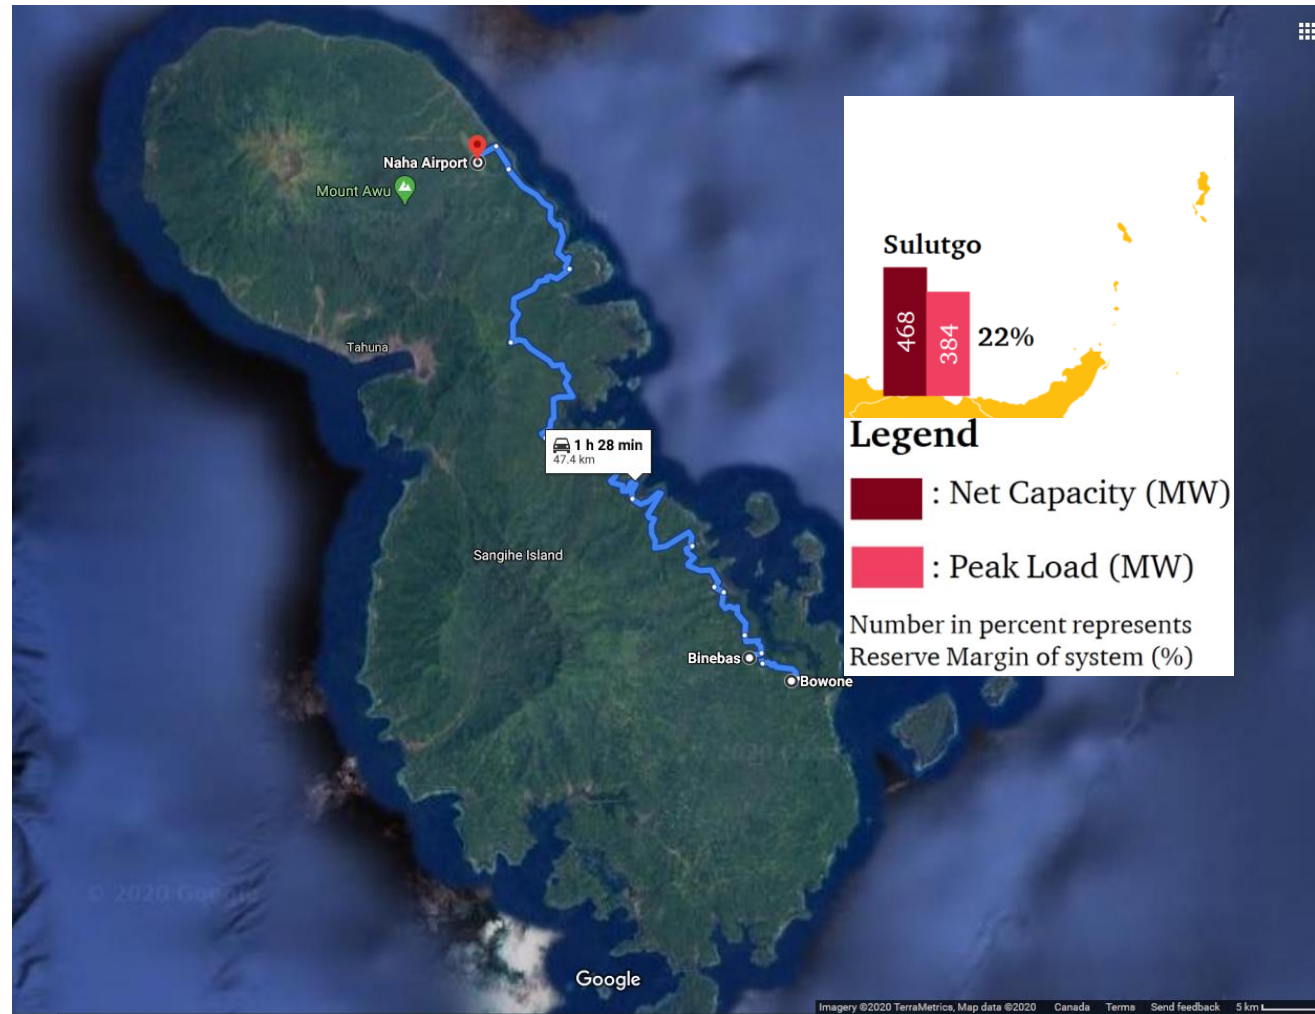 Naha Airport
Mount Awu
Tahuna
1 h 28 min
47.4 km
Sangihe Island
Binebas
Bowone
Sulutgo
468
384
22%
Legend
: Net Capacity (MW)
: Peak Load (MW)
Number in percent represents
Reserve Margin of system (%)
© 2020 Google
Google
Imagery ©2020 TerraMetrics, Map data ©2020 Canada Terms Send feedback 5 km